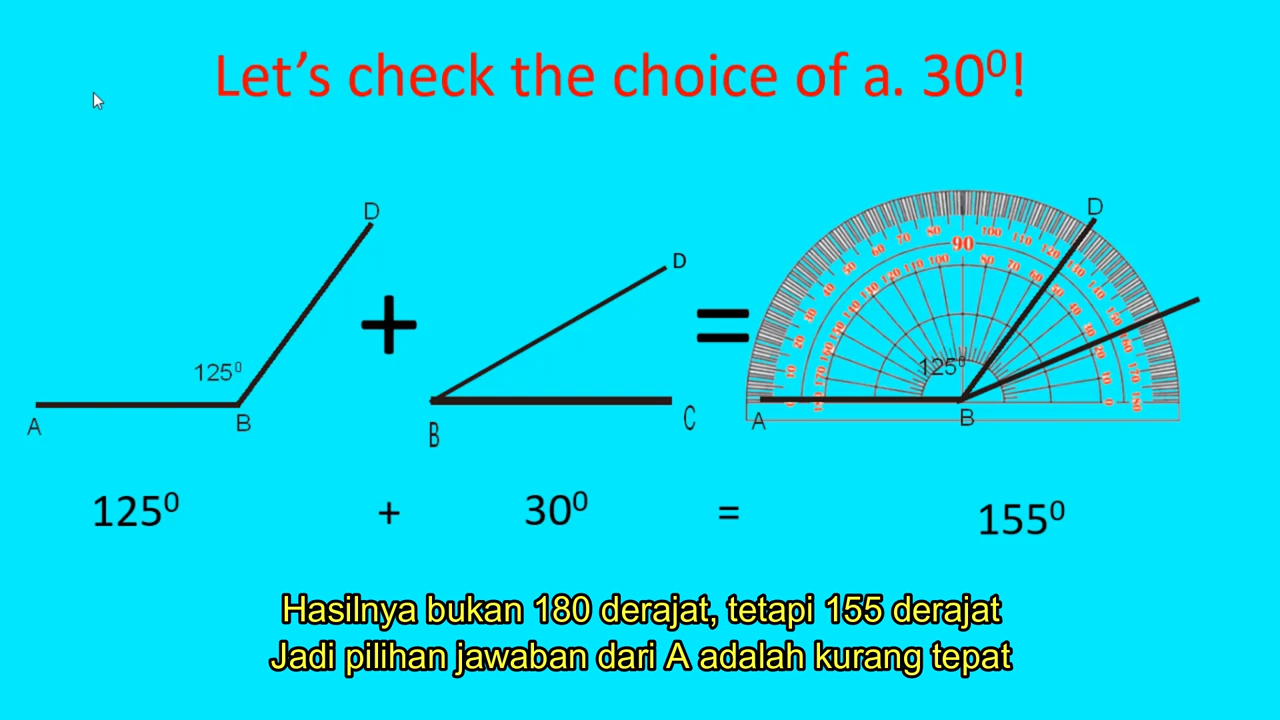 Let's check the choice of a. 30⁰!
D
125⁰
A
B
+
D
B
C
=
D
90
125⁰
A
B
125⁰ + 30⁰ = 155⁰
Hasilnya bukan 180 derajat, tetapi 155 derajat
Jadi pilihan jawaban dari A adalah kurang tepat